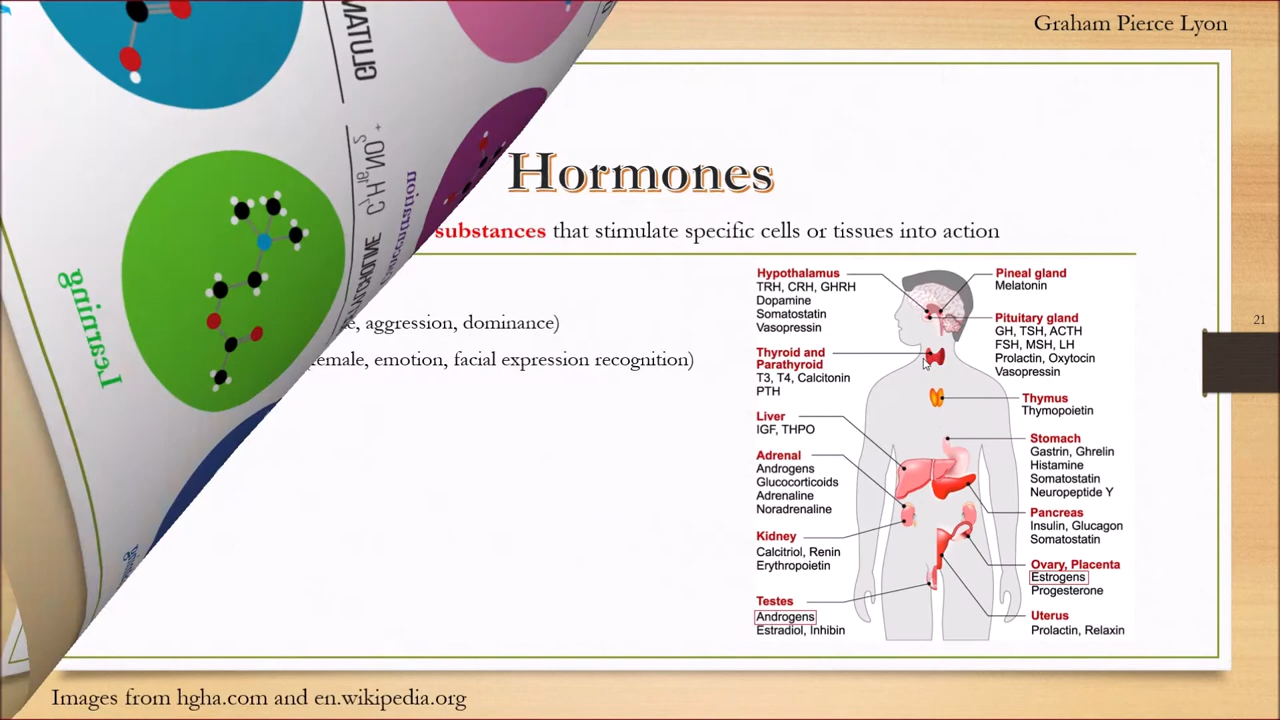 Graham Pierce Lyon
GLUTAM
Hormones
substances that stimulate specific cells or tissues into action
aggression, dominance)
emotion, facial expression recognition)
Learning
21
Hypothalamus
TRH, CRH, GHRH
Dopamine
Somatostatin
Vasopressin
Thyroid and
Parathyroid
T3, T4, Calcitonin
PTH
Liver
IGF, THPO
Adrenal
Androgens
Glucocorticoids
Adrenaline
Noradrenaline
Kidney
Calcitriol, Renin
Erythropoietin
Testes
Androgens
Estradiol, Inhibin
Pineal gland
Melatonin
Pituitary gland
GH, TSH, ACTH
FSH, MSH, LH
Prolactin, Oxytocin
Vasopressin
Thymus
Thymopoietin
Stomach
Gastrin, Ghrelin
Histamine
Somatostatin
Neuropeptide Y
Pancreas
Insulin, Glucagon
Somatostatin
Ovary, Placenta
Estrogens
Progesterone
Uterus
Prolactin, Relaxin
Images from hgha.com and en.wikipedia.org